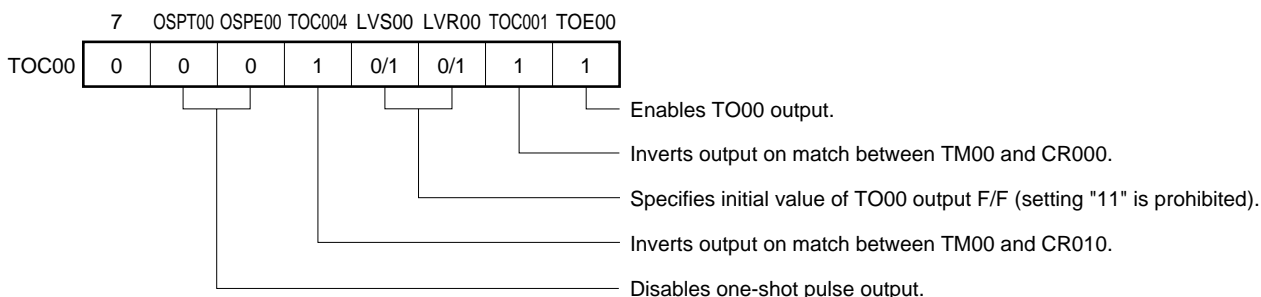 7 OSPT00 OSPE00 TOC004 LVS00 LVR00 TOC001 TOE00
TOC00 0 0 0 1 0/1 0/1 1 1
Enables TO00 output.
Inverts output on match between TM00 and CR000.
Specifies initial value of TO00 output F/F (setting "11" is prohibited).
Inverts output on match between TM00 and CR010.
Disables one-shot pulse output.